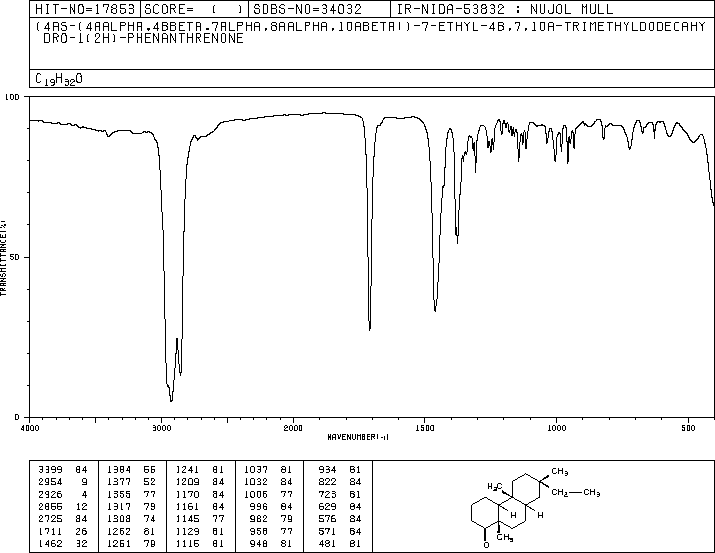 HIT-NO=17853 SCORE= ( ) SDBS-NO=34032 IR-NIDA-53832 : NUJOL MULL
(4AS-(4AALPHA,4BBETA,7ALPHA,8AALPHA,10ABETA))-7-ETHYL-4B,7,10A-TRIMETHYLDODECAHY
DRO-1(2H)-PHENANTHRENONE
C19H32O
100
50
0
TRANSMITTANCE(%)
4000 3000 2000 1500 1000 500
WAVENUMBER(-1)
3399 84 1384 56 1241 81 1037 81 934 81
2954 9 1377 52 1209 84 1032 84 822 84
2926 4 1355 77 1170 84 1006 77 723 81
2855 12 1317 79 1161 84 996 84 629 84
2725 84 1308 74 1145 77 982 79 576 84
1711 26 1262 81 1129 81 958 77 571 84
1462 32 1251 79 1116 81 948 81 481 81
CH3
H3C
CH2 CH3
H H
CH3
O